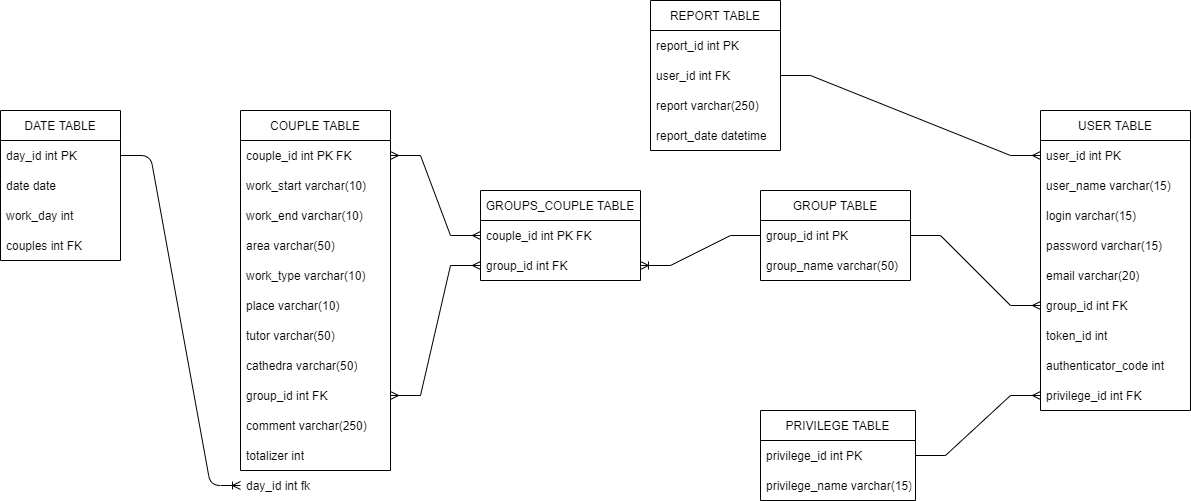 REPORT TABLE
report_id int PK
user_id int FK
report varchar(250)
report_date datetime
DATE TABLE
day_id int PK
date date
work_day int
couples int FK
COUPLE TABLE
couple_id int PK FK
work_start varchar(10)
work_end varchar(10)
area varchar(50)
work_type varchar(10)
place varchar(10)
tutor varchar(50)
cathedra varchar(50)
group_id int FK
comment varchar(250)
totalizer int
day_id int fk
GROUPS_COUPLE TABLE
couple_id int PK FK
group_id int FK
GROUP TABLE
group_id int PK
group_name varchar(50)
USER TABLE
user_id int PK
user_name varchar(15)
login varchar(15)
password varchar(15)
email varchar(20)
group_id int FK
token_id int
authenticator_code int
privilege_id int FK
PRIVILEGE TABLE
privilege_id int PK
privilege_name varchar(15)